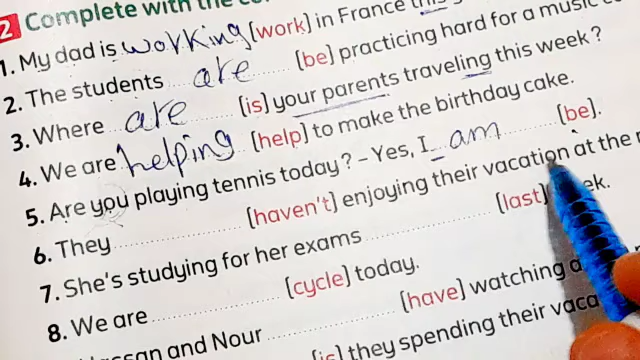 2 Complete with the
1. My dad is working [work] in France this
2. The students are [be] practicing hard for a music
3. Where are [is] your parents traveling this week?
4. We are helping [help] to make the birthday cake.
5. Are you playing tennis today? – Yes, I am [be].
6. They [haven't] enjoying their vacation at the
7. She's studying for her exams [last] ek.
8. We are [cycle] today.
and Nour [have] watching a
[is] they spending their vaca